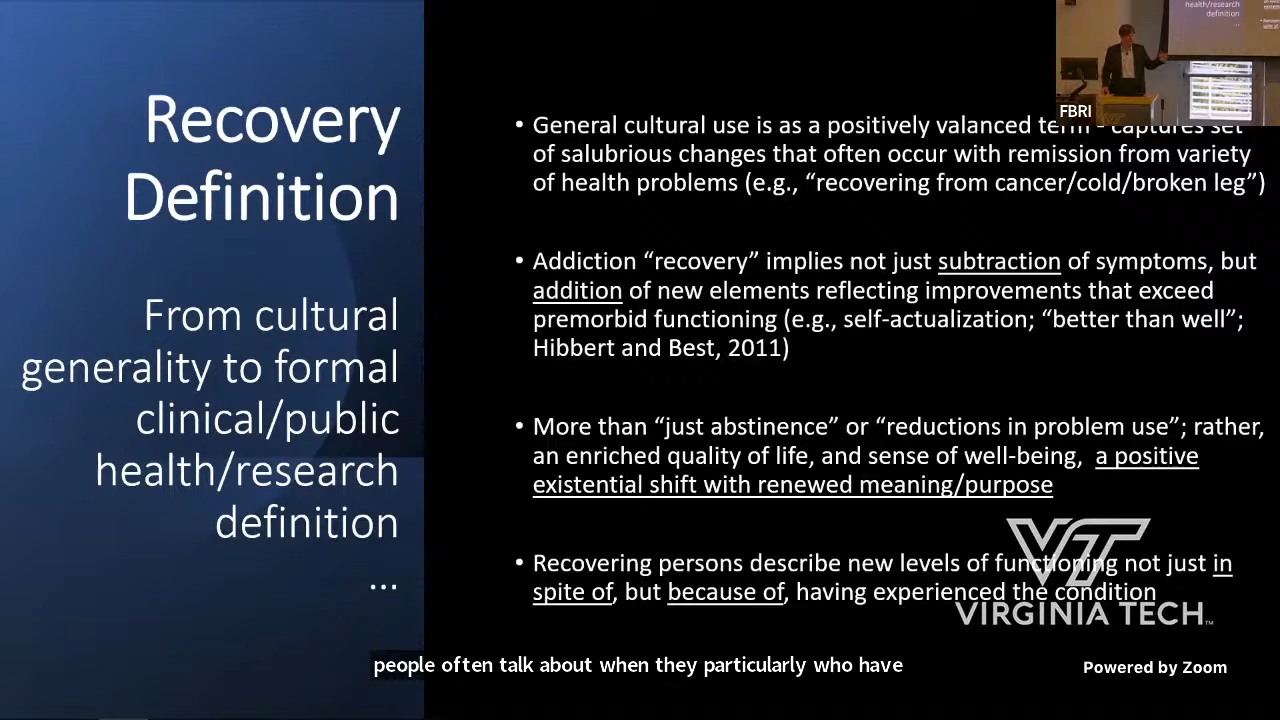 Recovery
Definition
From cultural
generality to formal
clinical/public
health/research
definition
...
• General cultural use is as a positively valanced term - captures set
of salubrious changes that often occur with remission from variety
of health problems (e.g., “recovering from cancer/cold/broken leg”)
• Addiction “recovery” implies not just subtraction of symptoms, but
addition of new elements reflecting improvements that exceed
premorbid functioning (e.g., self-actualization; “better than well”;
Hibbert and Best, 2011)
• More than “just abstinence” or “reductions in problem use”; rather,
an enriched quality of life, and sense of well-being, a positive
existential shift with renewed meaning/purpose
• Recovering persons describe new levels of functioning not just in
spite of, but because of, having experienced the condition
health/research
definition
...
FBRI
VT
VIRGINIA TECH™
people often talk about when they particularly who have
Powered by Zoom